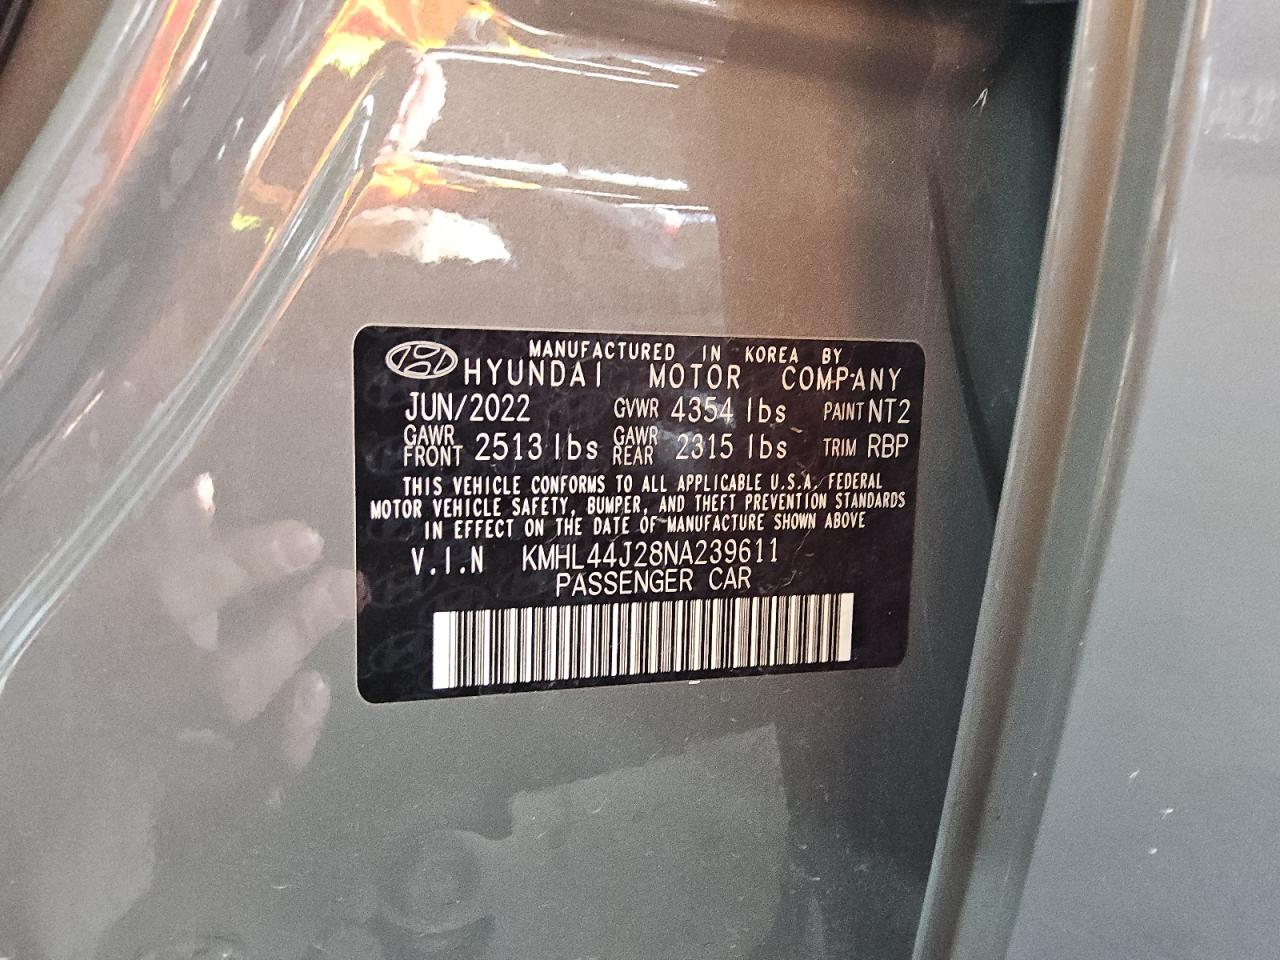 MANUFACTURED IN KOREA BY
HYUNDAI MOTOR COMPANY
JUN/2022 GVWR 4354 lbs PAINT NT2
GAWR FRONT 2513 lbs GAWR REAR 2315 lbs TRIM RBP
THIS VEHICLE CONFORMS TO ALL APPLICABLE U.S.A. FEDERAL
MOTOR VEHICLE SAFETY, BUMPER, AND THEFT PREVENTION STANDARDS
IN EFFECT ON THE DATE OF MANUFACTURE SHOWN ABOVE
V.I.N KMHL44J28NA239611
PASSENGER CAR